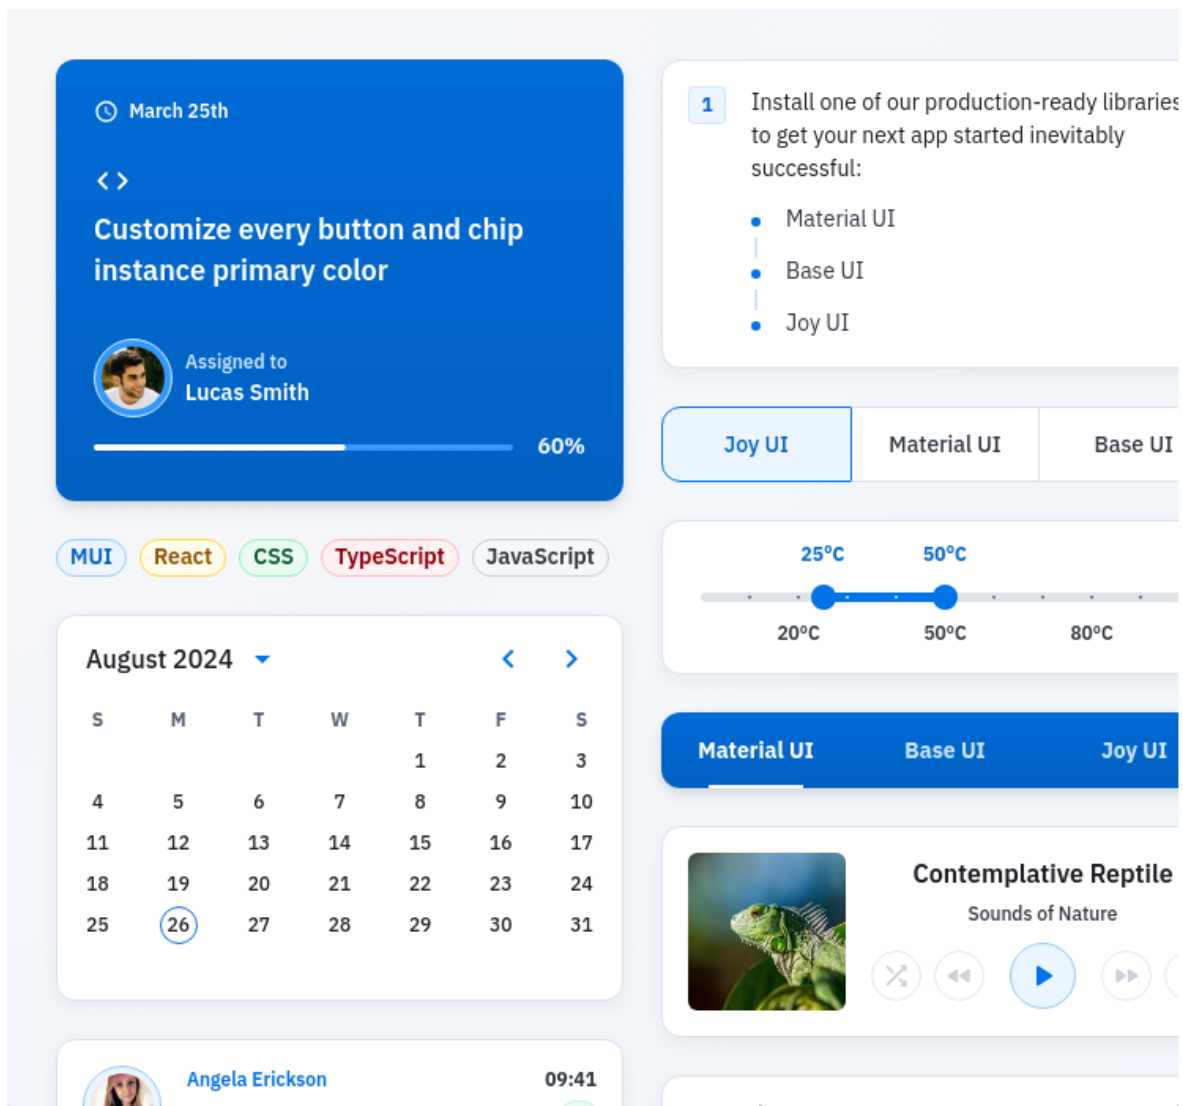 March 25th
Customize every button and chip
instance primary color
Assigned to
Lucas Smith
60%
MUI React CSS TypeScript JavaScript
August 2024
S M T W T F S
1 2 3
4 5 6 7 8 9 10
11 12 13 14 15 16 17
18 19 20 21 22 23 24
25 26 27 28 29 30 31
Angela Erickson 09:41
1 Install one of our production-ready libraries
to get your next app started inevitably
successful:
Material UI
Base UI
Joy UI
Joy UI Material UI Base UI
25°C 50°C
20°C 50°C 80°C
Material UI Base UI Joy UI
Contemplative Reptile
Sounds of Nature